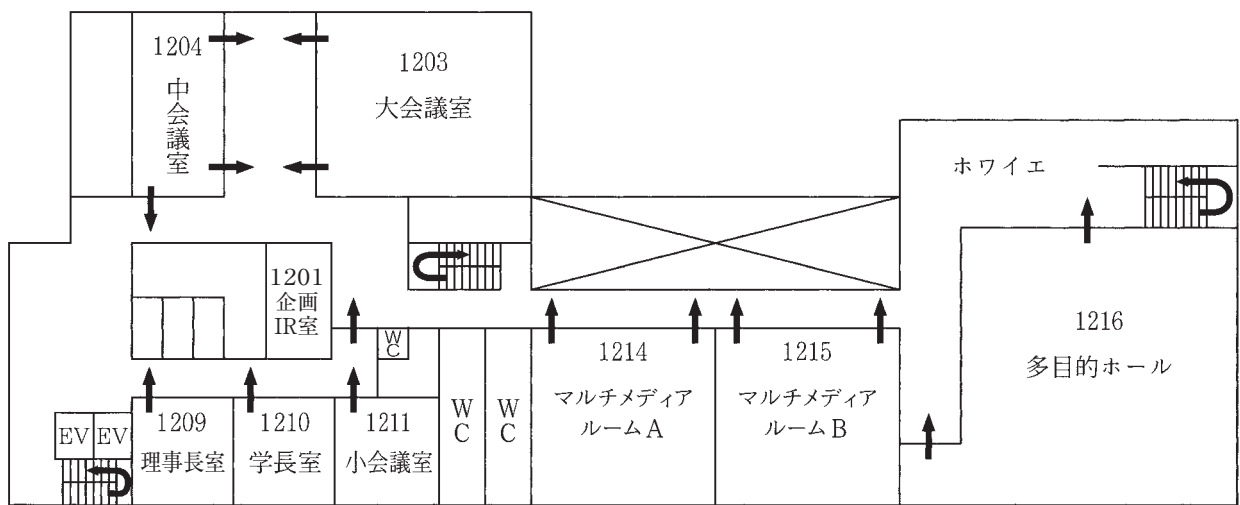 1204
中会議室
1203
大会議室
ホワイエ
1201
企画
IR室
WC
1216
多目的ホール
1209
理事長室
1210
学長室
1211
小会議室
WC
WC
1214
マルチメディア
ルームA
1215
マルチメディア
ルームB
EV
EV